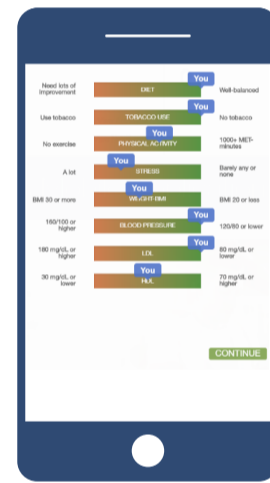 You
Need lots of
improvement
DIET
Well-balanced
You
Use tobacco
TOBACCO USE
No tobacco
You
No exercise
PHYSICAL ACTIVITY
1000+ MET-
minutes
You
A lot
STRESS
Barely any or
none
You
BMI 30 or more
WEIGHT-BMI
BMI 20 or less
You
160/100 or
higher
BLOOD PRESSURE
120/80 or lower
You
180 mg/dL or
higher
LDL
80 mg/dL or
lower
You
30 mg/dL or
lower
HDL
70 mg/dL or
higher
CONTINUE